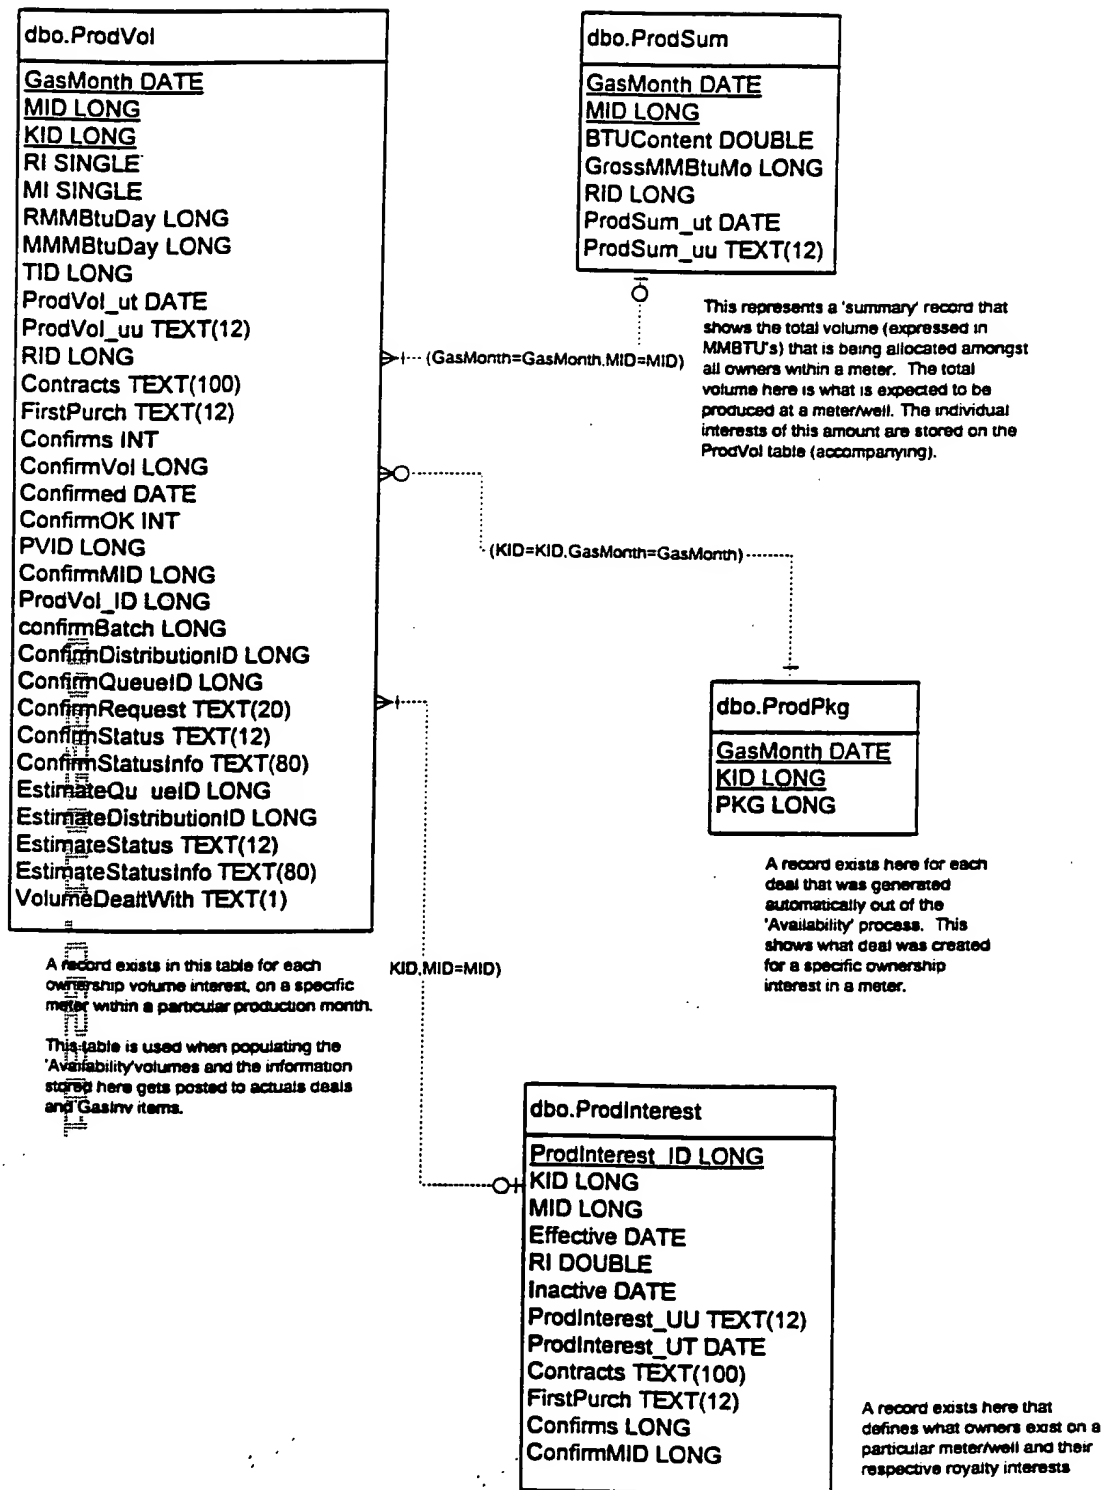 dbo.ProdVol
GasMonth DATE
MID LONG
KID LONG
RI SINGLE
MI SINGLE
RMMBtuDay LONG
MMMBtuDay LONG
TID LONG
ProdVol_ut DATE
ProdVol_uu TEXT(12)
RID LONG
Contracts TEXT(100)
FirstPurch TEXT(12)
Confirms INT
ConfirmVol LONG
Confirmed DATE
ConfirmOK INT
PVID LONG
ConfirmMID LONG
ProdVol_ID LONG
confirmBatch LONG
ConfirmDistributionID LONG
ConfirmQueueID LONG
ConfirmRequest TEXT(20)
ConfirmStatus TEXT(12)
ConfirmStatusInfo TEXT(80)
EstimateQu ueID LONG
EstimateDistributionID LONG
EstimateStatus TEXT(12)
EstimateStatusInfo TEXT(80)
VolumeDealtWith TEXT(1)
A record exists in this table for each
ownership volume interest, on a specific
meter within a particular production month.
This table is used when populating the
'Availability'volumes and the information
stored here gets posted to actuals deals
and GasInv items.
dbo.ProdSum
GasMonth DATE
MID LONG
BTUContent DOUBLE
GrossMMBtuMo LONG
RID LONG
ProdSum_ut DATE
ProdSum_uu TEXT(12)
This represents a 'summary' record that
shows the total volume (expressed in
MMBTU's) that is being allocated amongst
all owners within a meter. The total
volume here is what is expected to be
produced at a meter/well. The individual
interests of this amount are stored on the
ProdVol table (accompanying).
(GasMonth=GasMonth,MID=MID)
(KID=KID,GasMonth=GasMonth)
dbo.ProdPkg
GasMonth DATE
KID LONG
PKG LONG
A record exists here for each
deal that was generated
automatically out of the
'Availability' process. This
shows what deal was created
for a specific ownership
interest in a meter.
KID,MID=MID)
dbo.ProdInterest
ProdInterest_ID LONG
KID LONG
MID LONG
Effective DATE
RI DOUBLE
Inactive DATE
ProdInterest_UU TEXT(12)
ProdInterest_UT DATE
Contracts TEXT(100)
FirstPurch TEXT(12)
Confirms LONG
ConfirmMID LONG
A record exists here that
defines what owners exist on a
particular meter/well and their
respective royalty interests